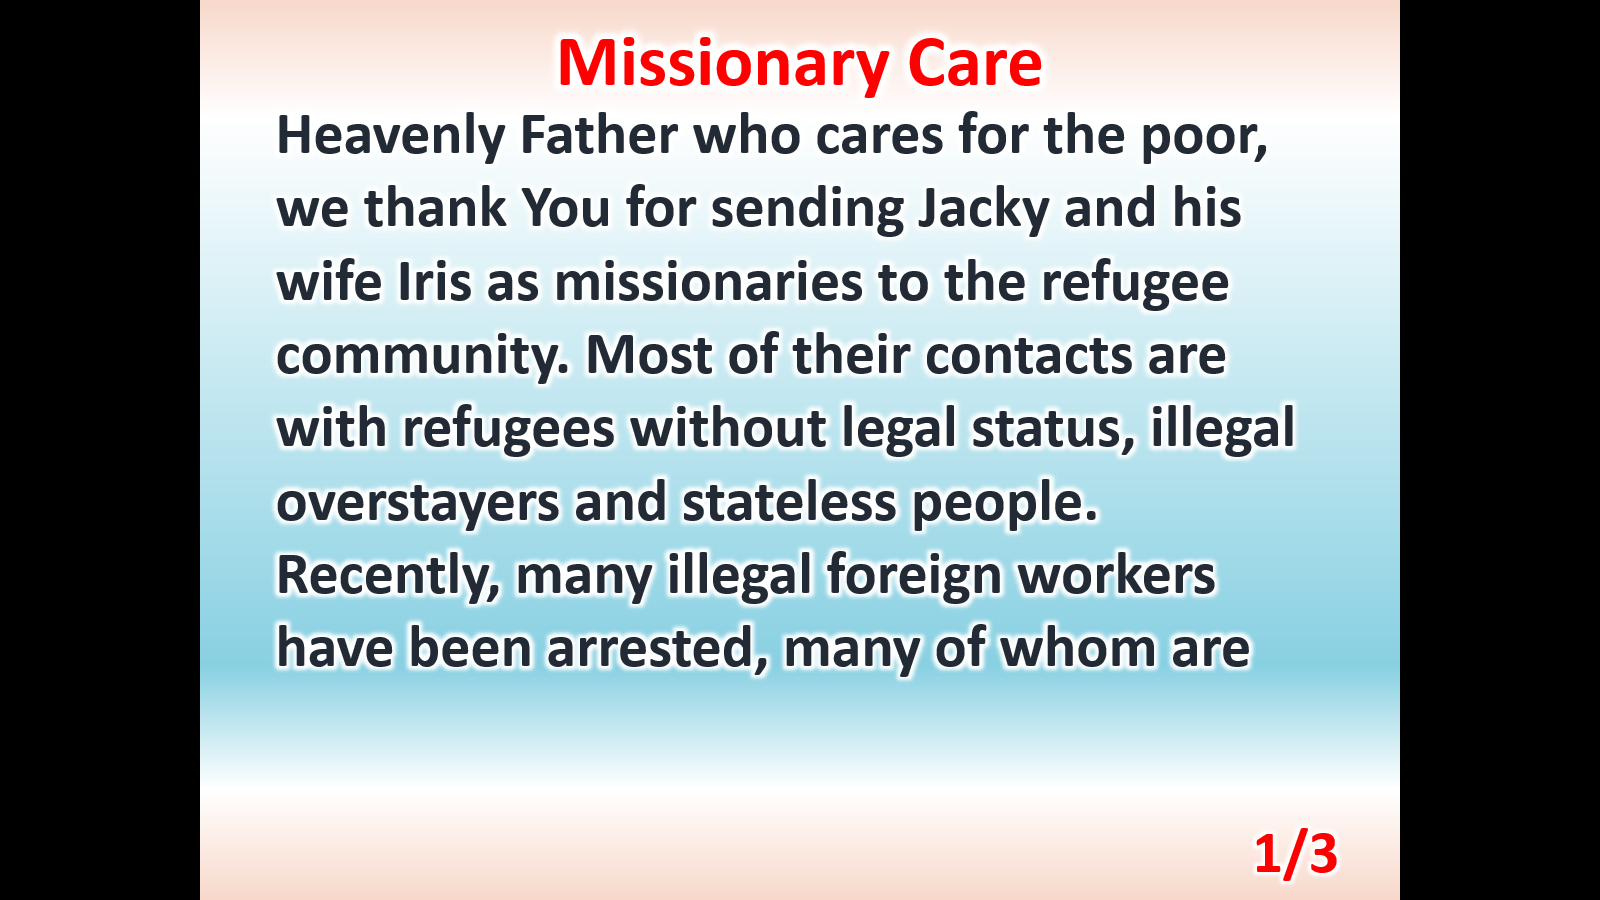 Missionary Care
Heavenly Father who cares for the poor,
we thank You for sending Jacky and his
wife Iris as missionaries to the refugee
community. Most of their contacts are
with refugees without legal status, illegal
overstayers and stateless people.
Recently, many illegal foreign workers
have been arrested, many of whom are
1/3